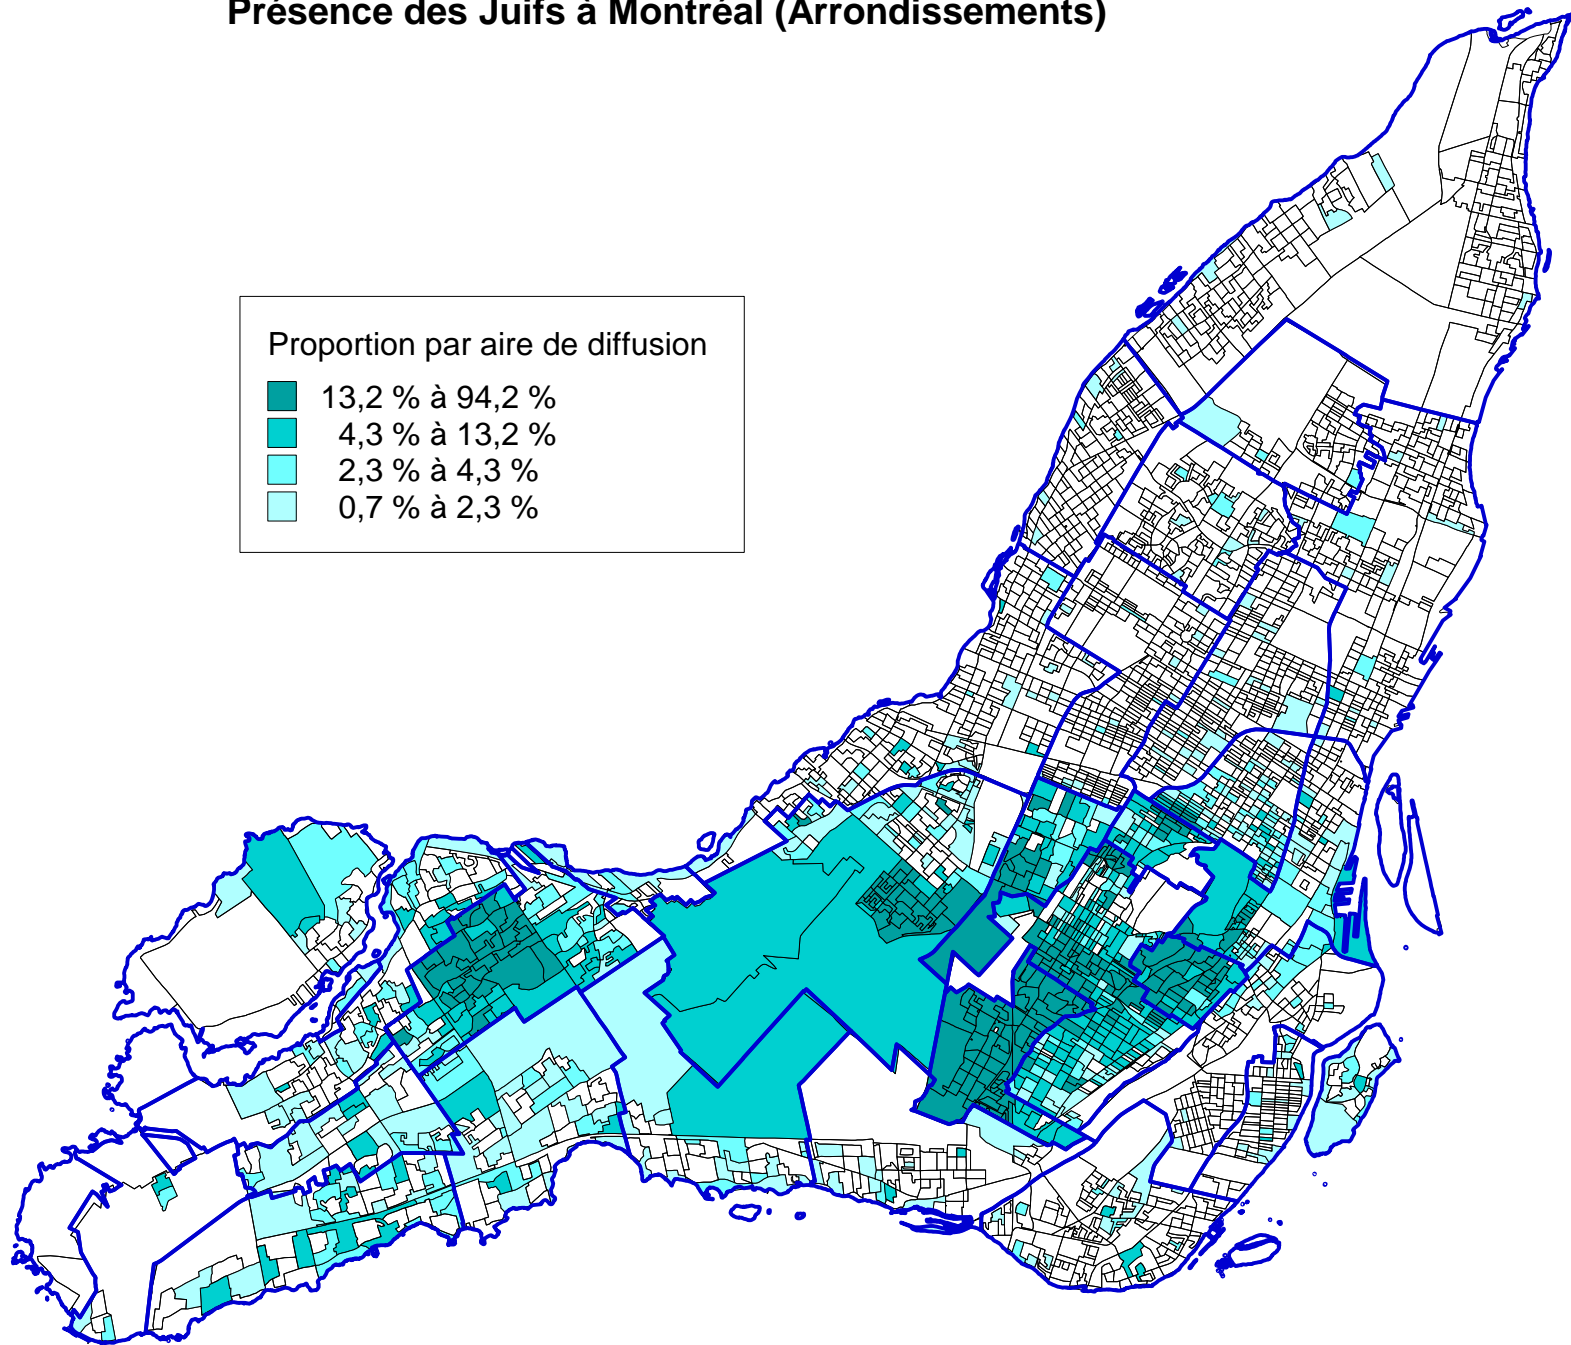 Présence des Juifs à Montréal (Arrondissements)
Proportion par aire de diffusion
13,2 % à 94,2 %
4,3 % à 13,2 %
2,3 % à 4,3 %
0,7 % à 2,3 %